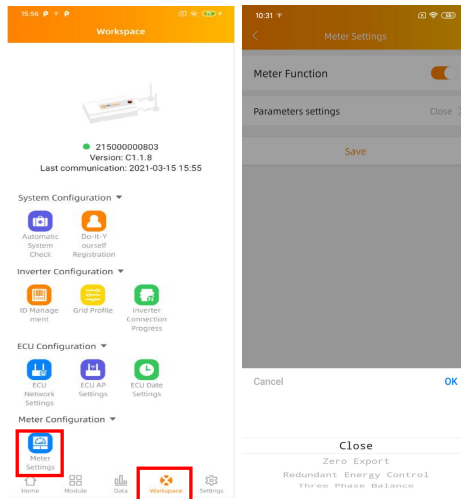 15:56
Workspace
215000000803
Version: C1.1.8
Last communication: 2021-03-15 15:55
System Configuration
Automatic
System
Check
Do-It-Y
ourself
Registration
Inverter Configuration
ID Manage
ment
Grid Profile
Inverter
Connection
Progress
ECU Configuration
ECU
Network
Settings
ECU AP
Settings
ECU Date
Settings
Meter Configuration
Meter
Settings
Home
Module
Data
Workspace
Settings
10:31
Meter Settings
Meter Function
Parameters settings Close
Save
Cancel OK
Close
Zero Export
Redundant Energy Control
Three Phase Balance